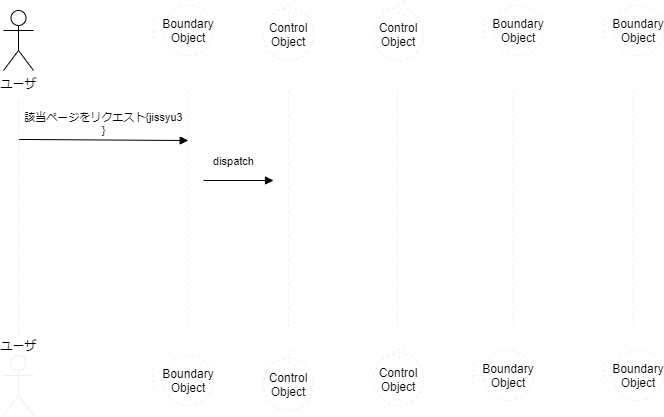 Boundary
Object
Control
Object
Control
Object
Boundary
Object
Boundary
Object
ユーザ
該当ページをリクエスト{jissyu3
}
dispatch
ユーザ
Boundary
Object
Control
Object
Control
Object
Boundary
Object
Boundary
Object